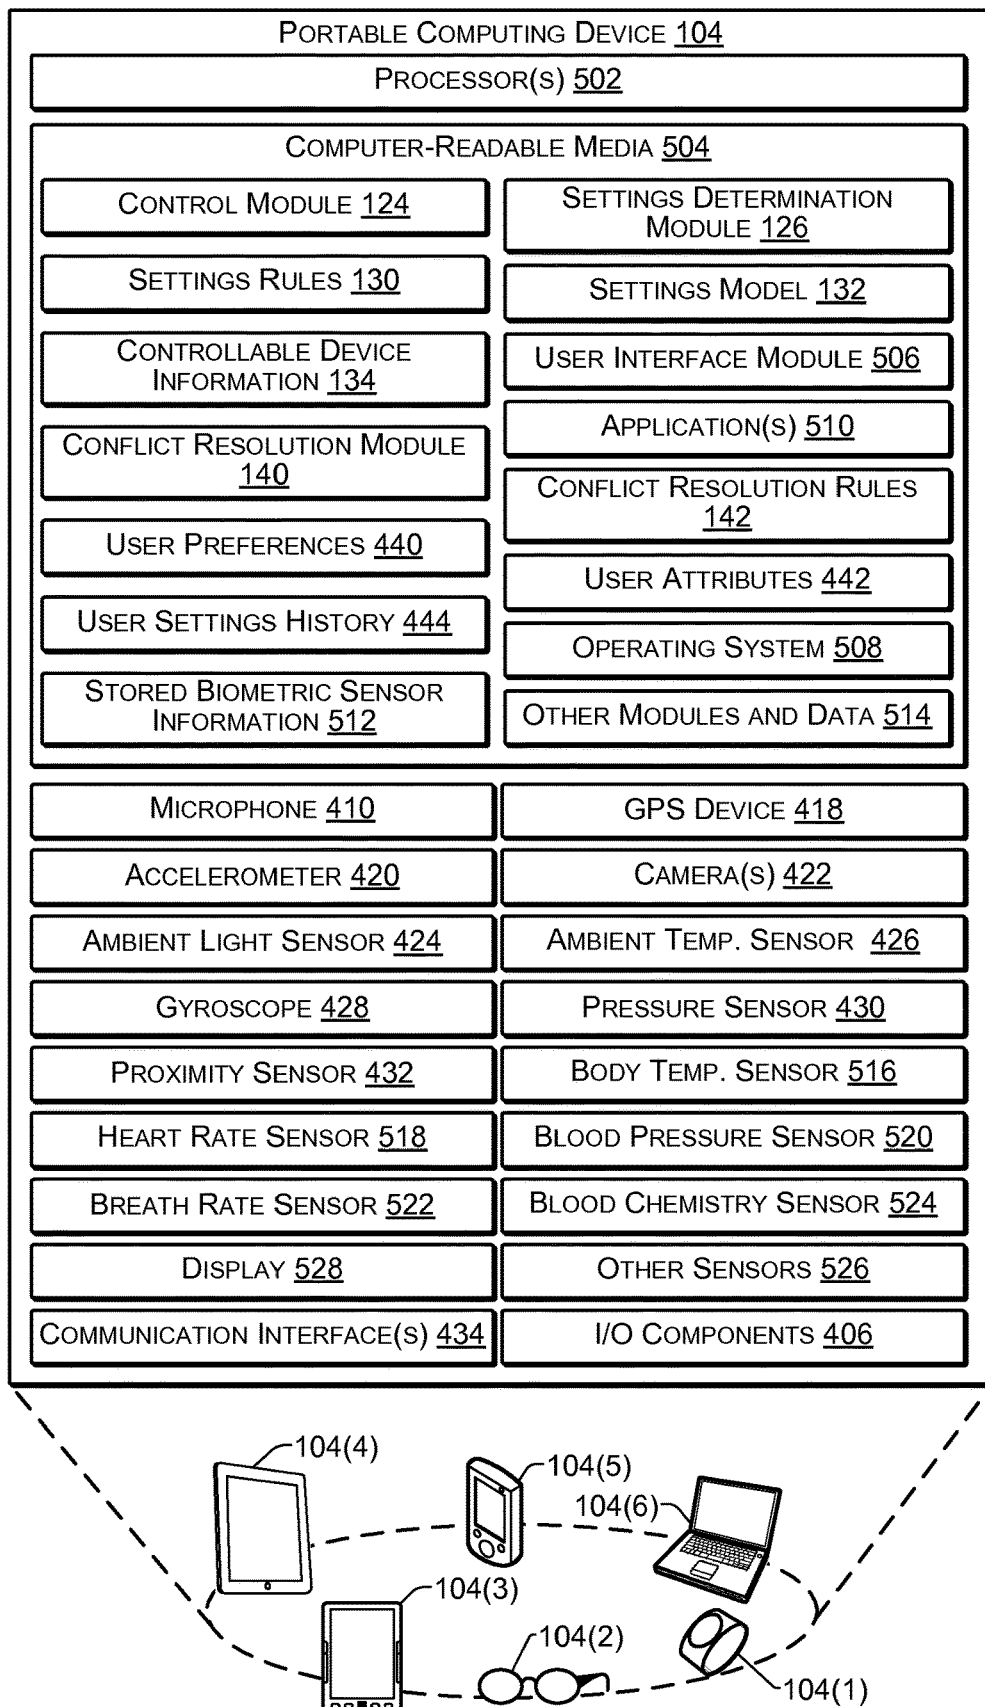 PORTABLE COMPUTING DEVICE 104
PROCESSOR(S) 502
COMPUTER-READABLE MEDIA 504
CONTROL MODULE 124
SETTINGS DETERMINATION
MODULE 126
SETTINGS RULES 130
SETTINGS MODEL 132
CONTROLLABLE DEVICE
INFORMATION 134
USER INTERFACE MODULE 506
APPLICATION(S) 510
CONFLICT RESOLUTION MODULE
140
CONFLICT RESOLUTION RULES
142
USER PREFERENCES 440
USER ATTRIBUTES 442
USER SETTINGS HISTORY 444
OPERATING SYSTEM 508
STORED BIOMETRIC SENSOR
INFORMATION 512
OTHER MODULES AND DATA 514
MICROPHONE 410
GPS DEVICE 418
ACCELEROMETER 420
CAMERA(S) 422
AMBIENT LIGHT SENSOR 424
AMBIENT TEMP. SENSOR 426
GYROSCOPE 428
PRESSURE SENSOR 430
PROXIMITY SENSOR 432
BODY TEMP. SENSOR 516
HEART RATE SENSOR 518
BLOOD PRESSURE SENSOR 520
BREATH RATE SENSOR 522
BLOOD CHEMISTRY SENSOR 524
DISPLAY 528
OTHER SENSORS 526
COMMUNICATION INTERFACE(S) 434
I/O COMPONENTS 406
104(4)
104(5)
104(6)
104(3)
104(2)
104(1)